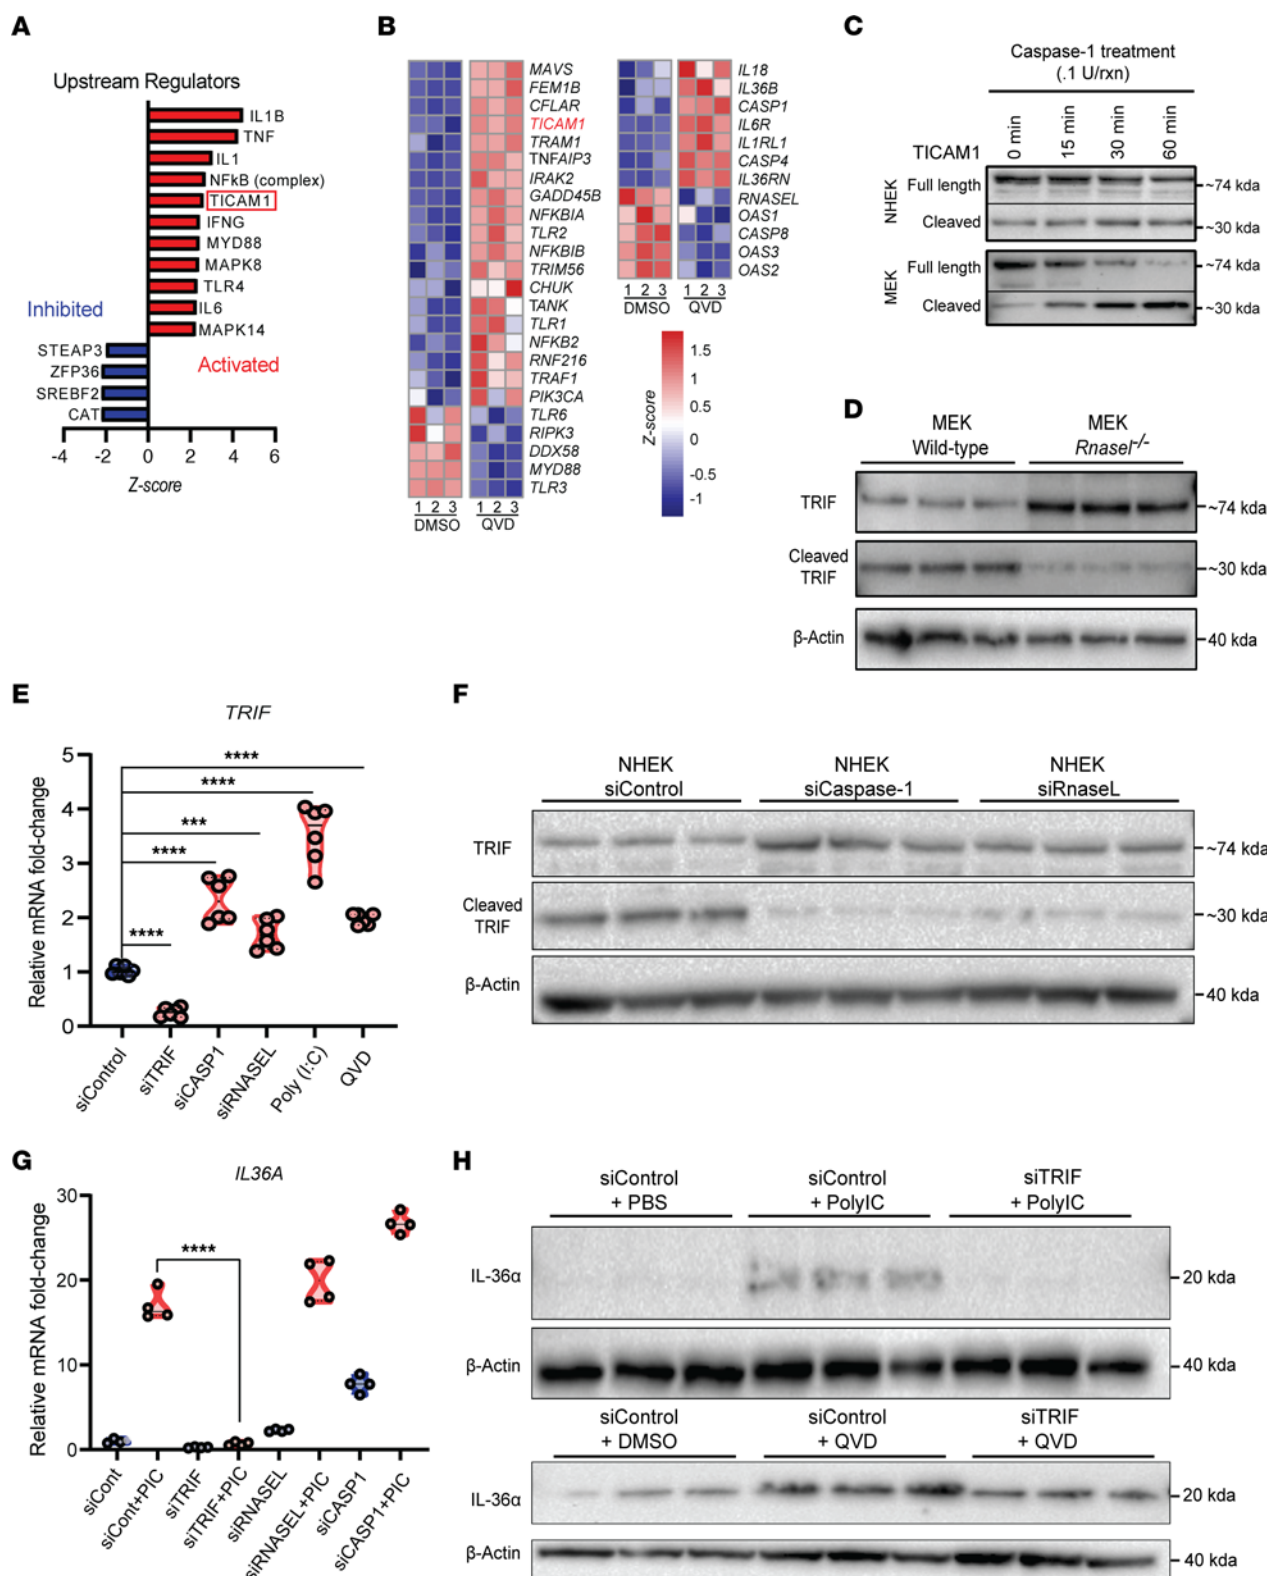 A
Upstream Regulators
IL1B
TNF
IL1
NFkB (complex)
TICAM1
IFNG
MYD88
MAPK8
TLR4
IL6
MAPK14
Inhibited
STEAP3
ZFP36
SREBF2
CAT
Activated
-4 -2 0 2 4 6
Z-score
B
MAVS
FEM1B
CFLAR
TICAM1
TRAM1
TNFAIP3
IRAK2
GADD45B
NFKBIA
TLR2
NFKBIB
TRIM56
CHUK
TANK
TLR1
NFKB2
RNF216
TRAF1
PIK3CA
TLR6
RIPK3
DDX58
MYD88
TLR3
1 2 3 1 2 3
DMSO QVD
IL18
IL36B
CASP1
IL6R
IL1RL1
CASP4
IL36RN
RNASEL
OAS1
CASP8
OAS3
OAS2
1 2 3 1 2 3
DMSO QVD
Z-score
1.5
1
0.5
0
-0.5
-1
C
Caspase-1 treatment
(.1 U/rxn)
TICAM1 0 min 15 min 30 min 60 min
NHEK
Full length ~74 kda
Cleaved ~30 kda
MEK
Full length ~74 kda
Cleaved ~30 kda
D
MEK MEK
Wild-type Rnasel-/-
TRIF ~74 kda
Cleaved
TRIF ~30 kda
β-Actin 40 kda
E
TRIF
Relative mRNA fold-change
5
4
3
2
1
0
****
****
***
****
****
siControl siTRIF siCASP1 siRNASEL Poly (I:C) QVD
F
NHEK NHEK NHEK
siControl siCaspase-1 siRnaseL
TRIF ~74 kda
Cleaved
TRIF ~30 kda
β-Actin 40 kda
G
IL36A
Relative mRNA fold-change
30
20
10
0
****
siCont siCont+PIC siTRIF siTRIF+PIC siRNASEL siRNASEL+PIC siCASP1 siCASP1+PIC
H
siControl siControl siTRIF
+ PBS + PolyIC + PolyIC
IL-36α 20 kda
β-Actin 40 kda
siControl siControl siTRIF
+ DMSO + QVD + QVD
IL-36α 20 kda
β-Actin 40 kda